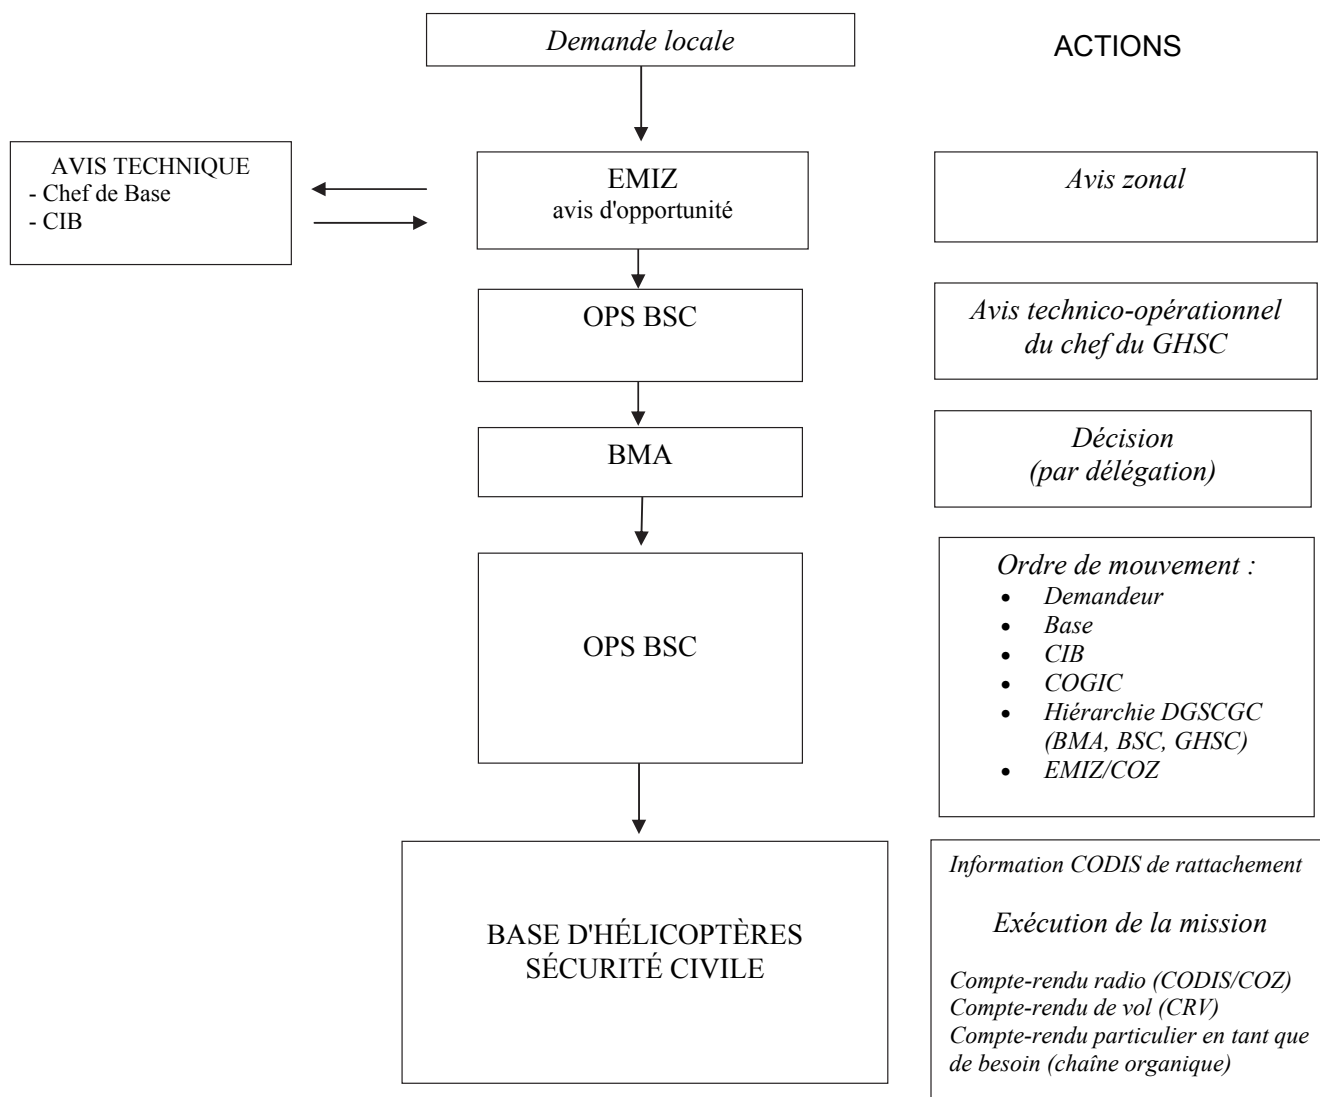 Demande locale
ACTIONS
AVIS TECHNIQUE
- Chef de Base
- CIB
EMIZ
avis d'opportunité
Avis zonal
OPS BSC
Avis technico-opérationnel
du chef du GHSC
BMA
Décision
(par délégation)
OPS BSC
Ordre de mouvement :
• Demandeur
• Base
• CIB
• COGIC
• Hiérarchie DGSCGC
(BMA, BSC, GHSC)
• EMIZ/COZ
BASE D'HÉLICOPTÈRES
SÉCURITÉ CIVILE
Information CODIS de rattachement
Exécution de la mission
Compte-rendu radio (CODIS/COZ)
Compte-rendu de vol (CRV)
Compte-rendu particulier en tant que
de besoin (chaîne organique)